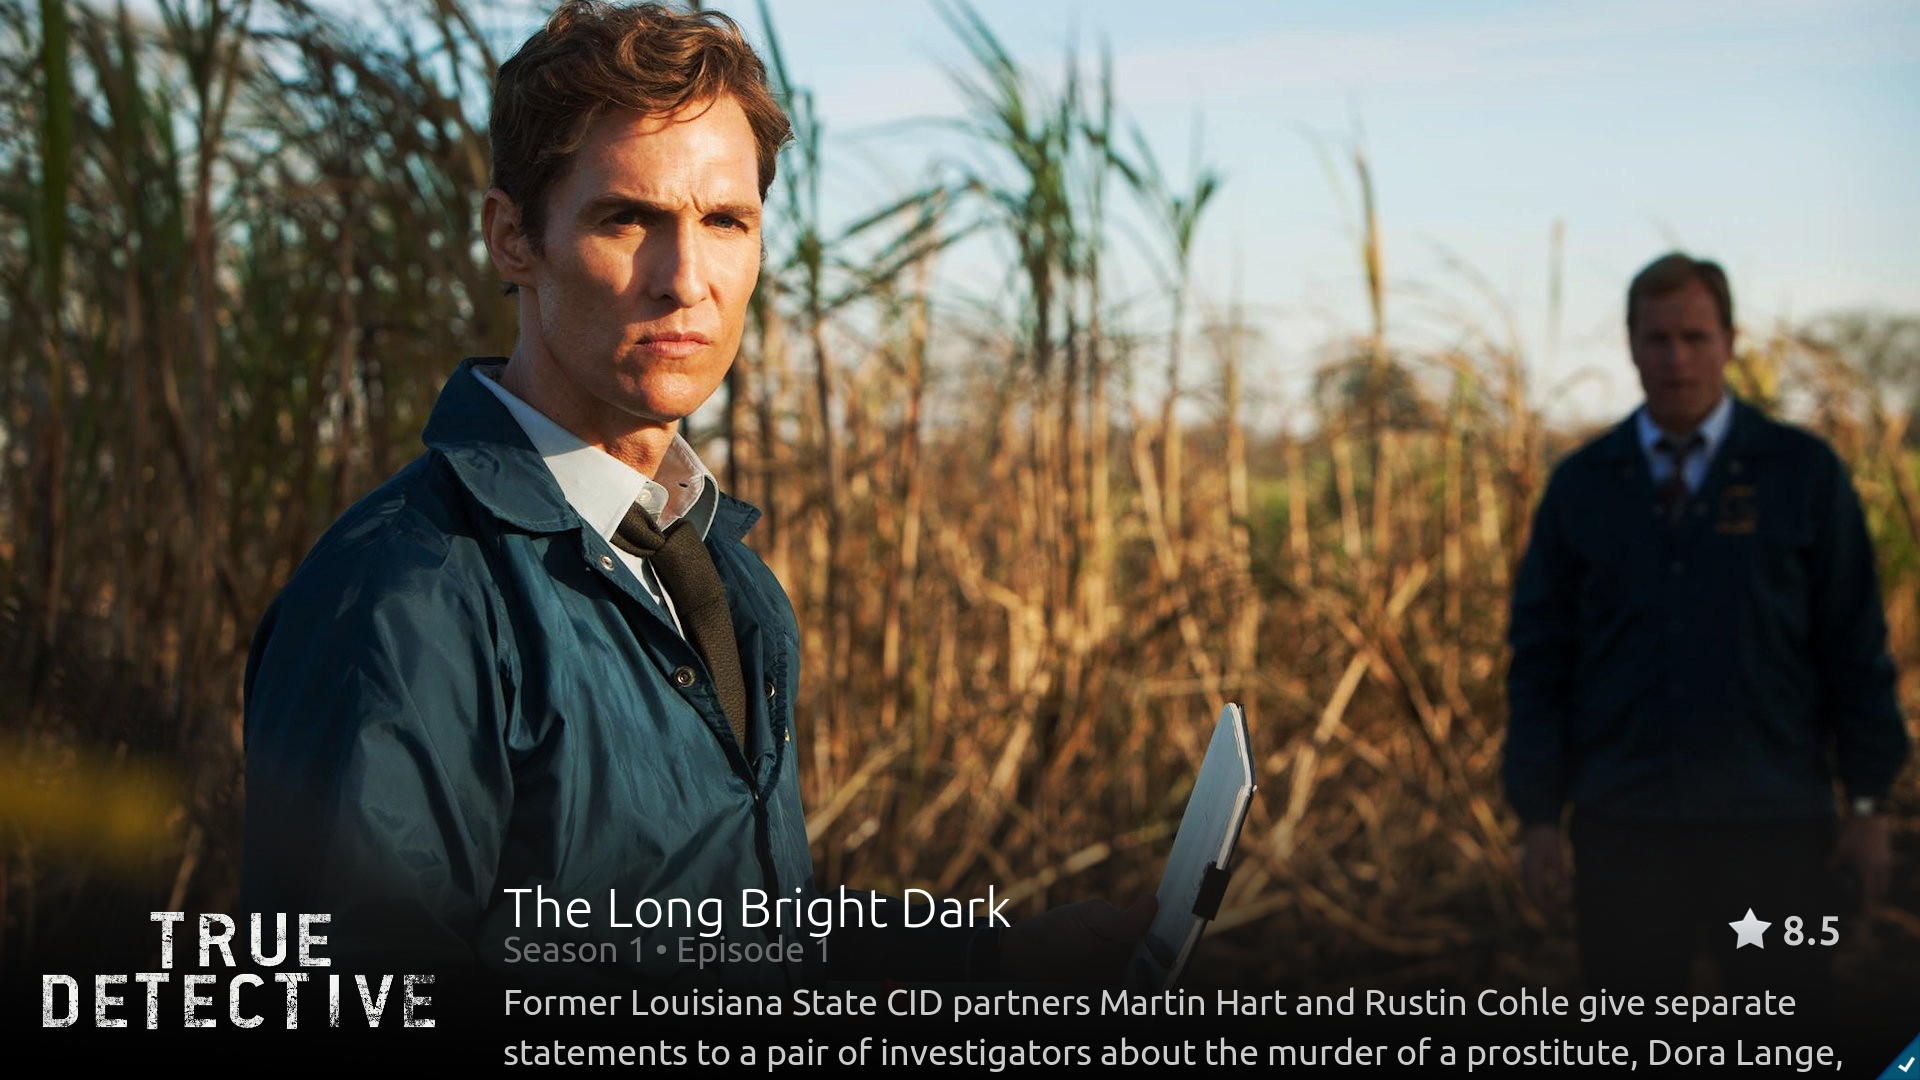 TRUE
DETECTIVE
The Long Bright Dark
Season 1 • Episode 1
8.5
Former Louisiana State CID partners Martin Hart and Rustin Cohle give separate
statements to a pair of investigators about the murder of a prostitute, Dora Lange,